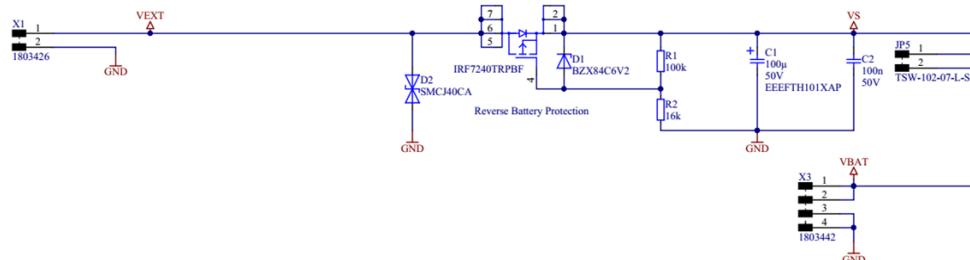 X1
1
2
1803426
VEXT
GND
D2
SMCJ40CA
GND
7
6
5
2
1
4
IRF7240TRPBF
D1
BZX84C6V2
Reverse Battery Protection
R1
100k
R2
16k
C1
100µ
50V
EEEFTH101XAP
+
GND
VS
C2
100n
50V
JP5
1
2
TSW-102-07-L-S
VBAT
X3
1
2
3
4
1803442
GND